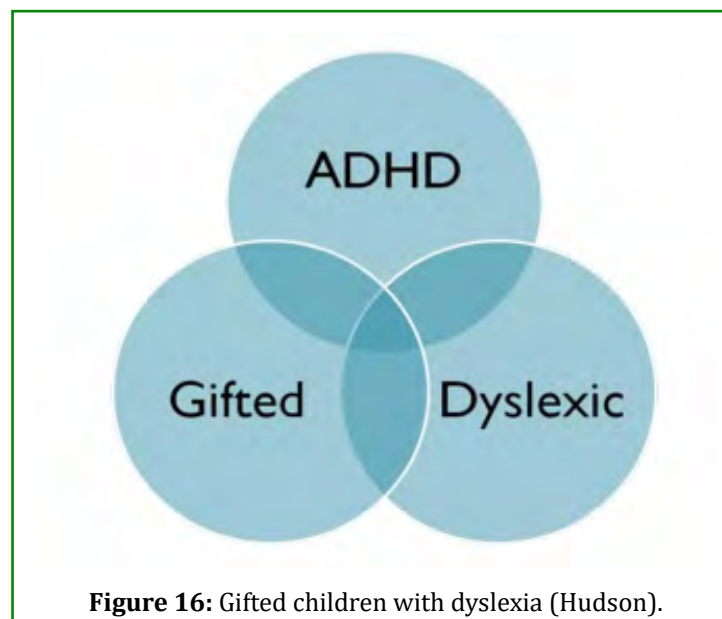 ADHD
Gifted
Dyslexic
Figure 16: Gifted children with dyslexia (Hudson).